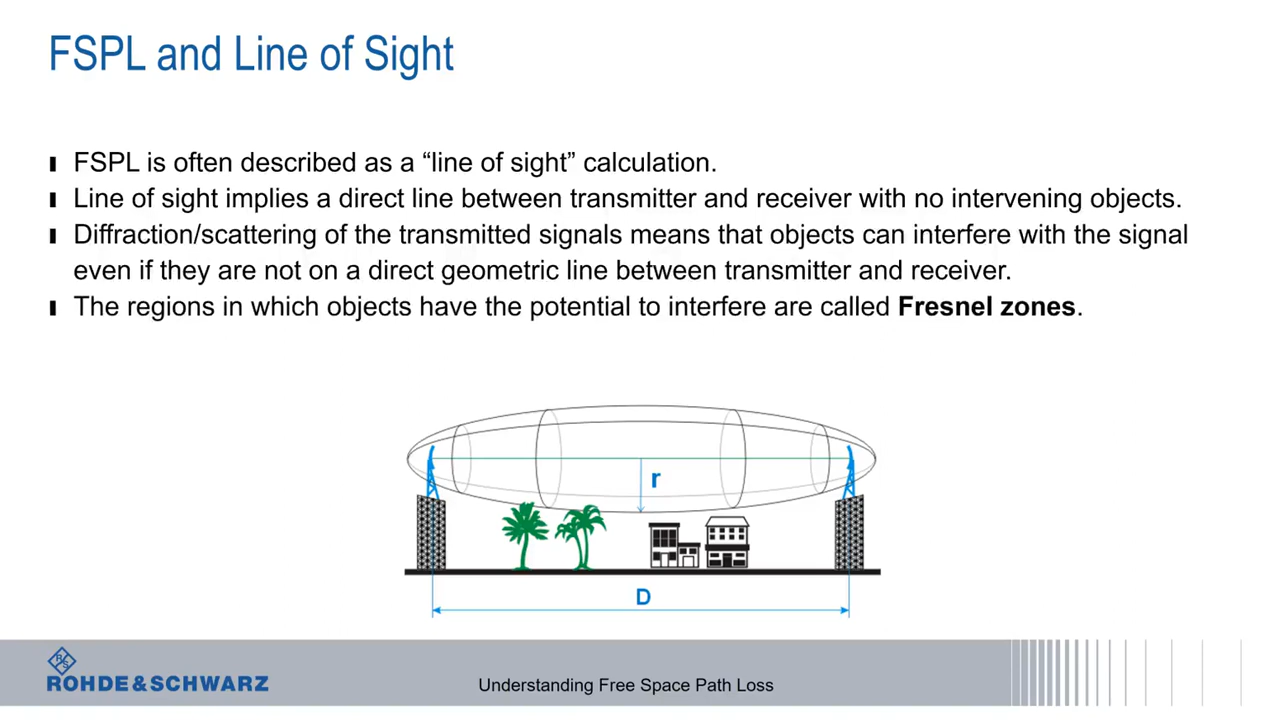 FSPL and Line of Sight
FSPL is often described as a “line of sight” calculation.
Line of sight implies a direct line between transmitter and receiver with no intervening objects.
Diffraction/scattering of the transmitted signals means that objects can interfere with the signal
even if they are not on a direct geometric line between transmitter and receiver.
The regions in which objects have the potential to interfere are called Fresnel zones.
r
D
R S
ROHDE & SCHWARZ
Understanding Free Space Path Loss